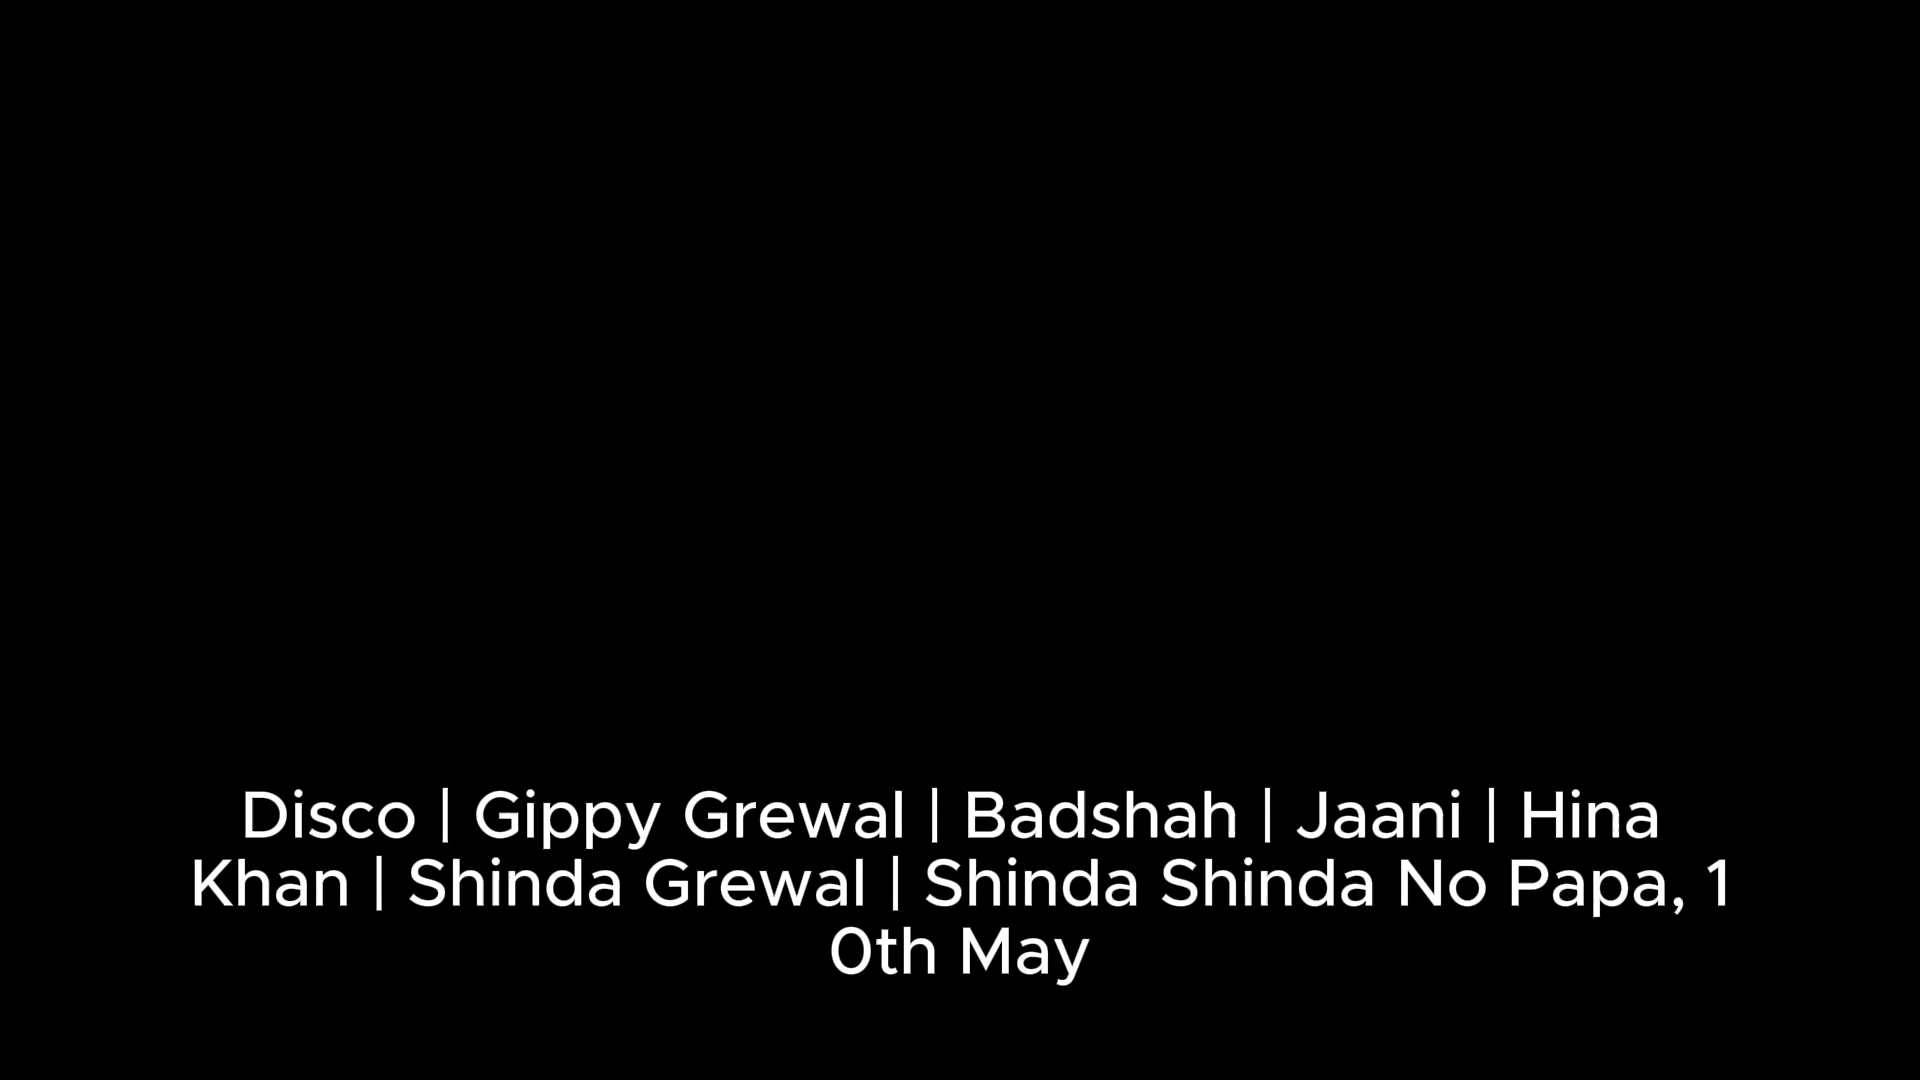 Disco | Gippy Grewal | Badshah | Jaani | Hina
Khan | Shinda Grewal | Shinda Shinda No Papa, 1
0th May